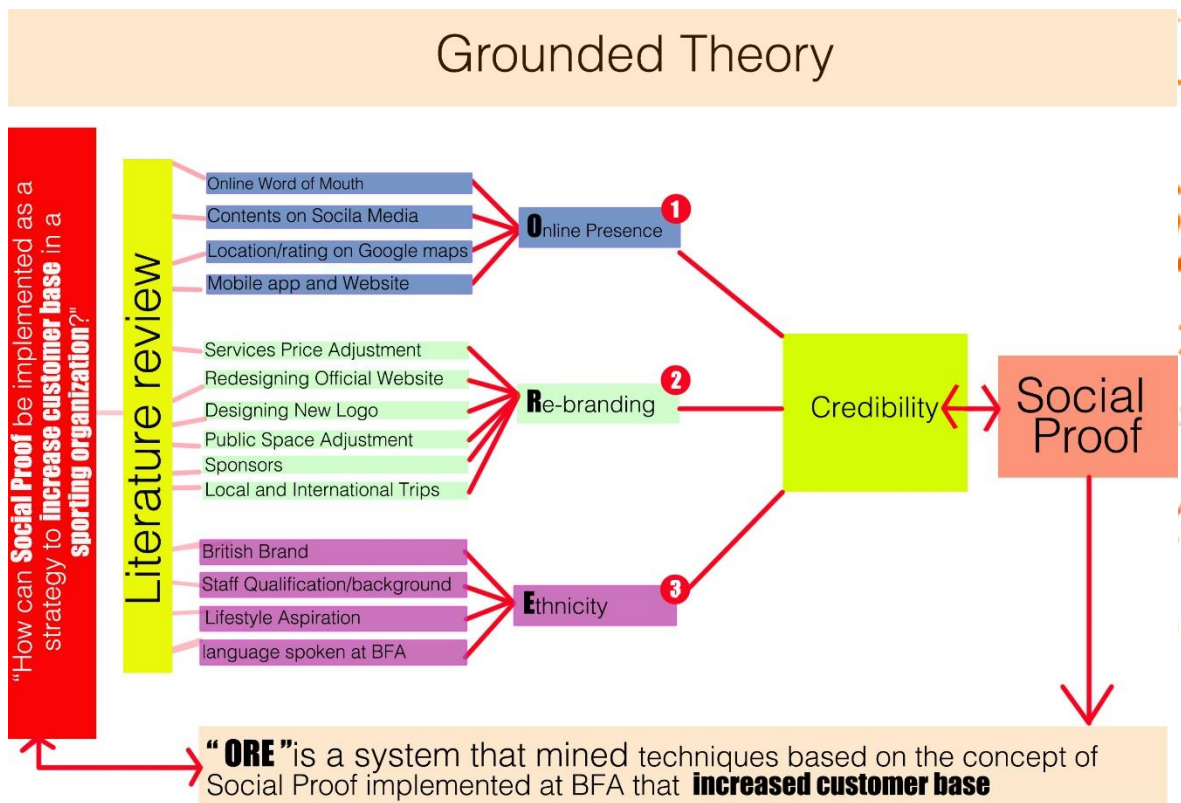 Grounded Theory
"How can Social Proof be implemented as a
strategy to increase customer base in a
sporting organization?"
Literature review
Online Word of Mouth
Contents on Socila Media
Location/rating on Google maps
Mobile app and Website
1
Online Presence
Services Price Adjustment
Redesigning Official Website
Designing New Logo
Public Space Adjustment
Sponsors
Local and International Trips
2
Re-branding
British Brand
Staff Qualification/background
Lifestyle Aspiration
language spoken at BFA
3
Ethnicity
Credibility
Social
Proof
" ORE "is a system that mined techniques based on the concept of
Social Proof implemented at BFA that increased customer base